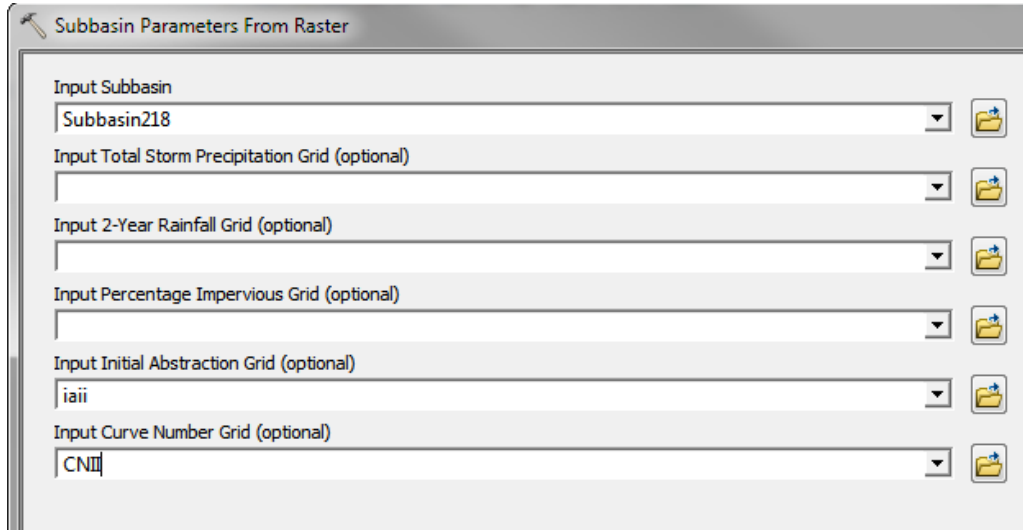 Subbasin Parameters From Raster
Input Subbasin
Subbasin218
Input Total Storm Precipitation Grid (optional)
Input 2-Year Rainfall Grid (optional)
Input Percentage Impervious Grid (optional)
Input Initial Abstraction Grid (optional)
iaii
Input Curve Number Grid (optional)
CNII